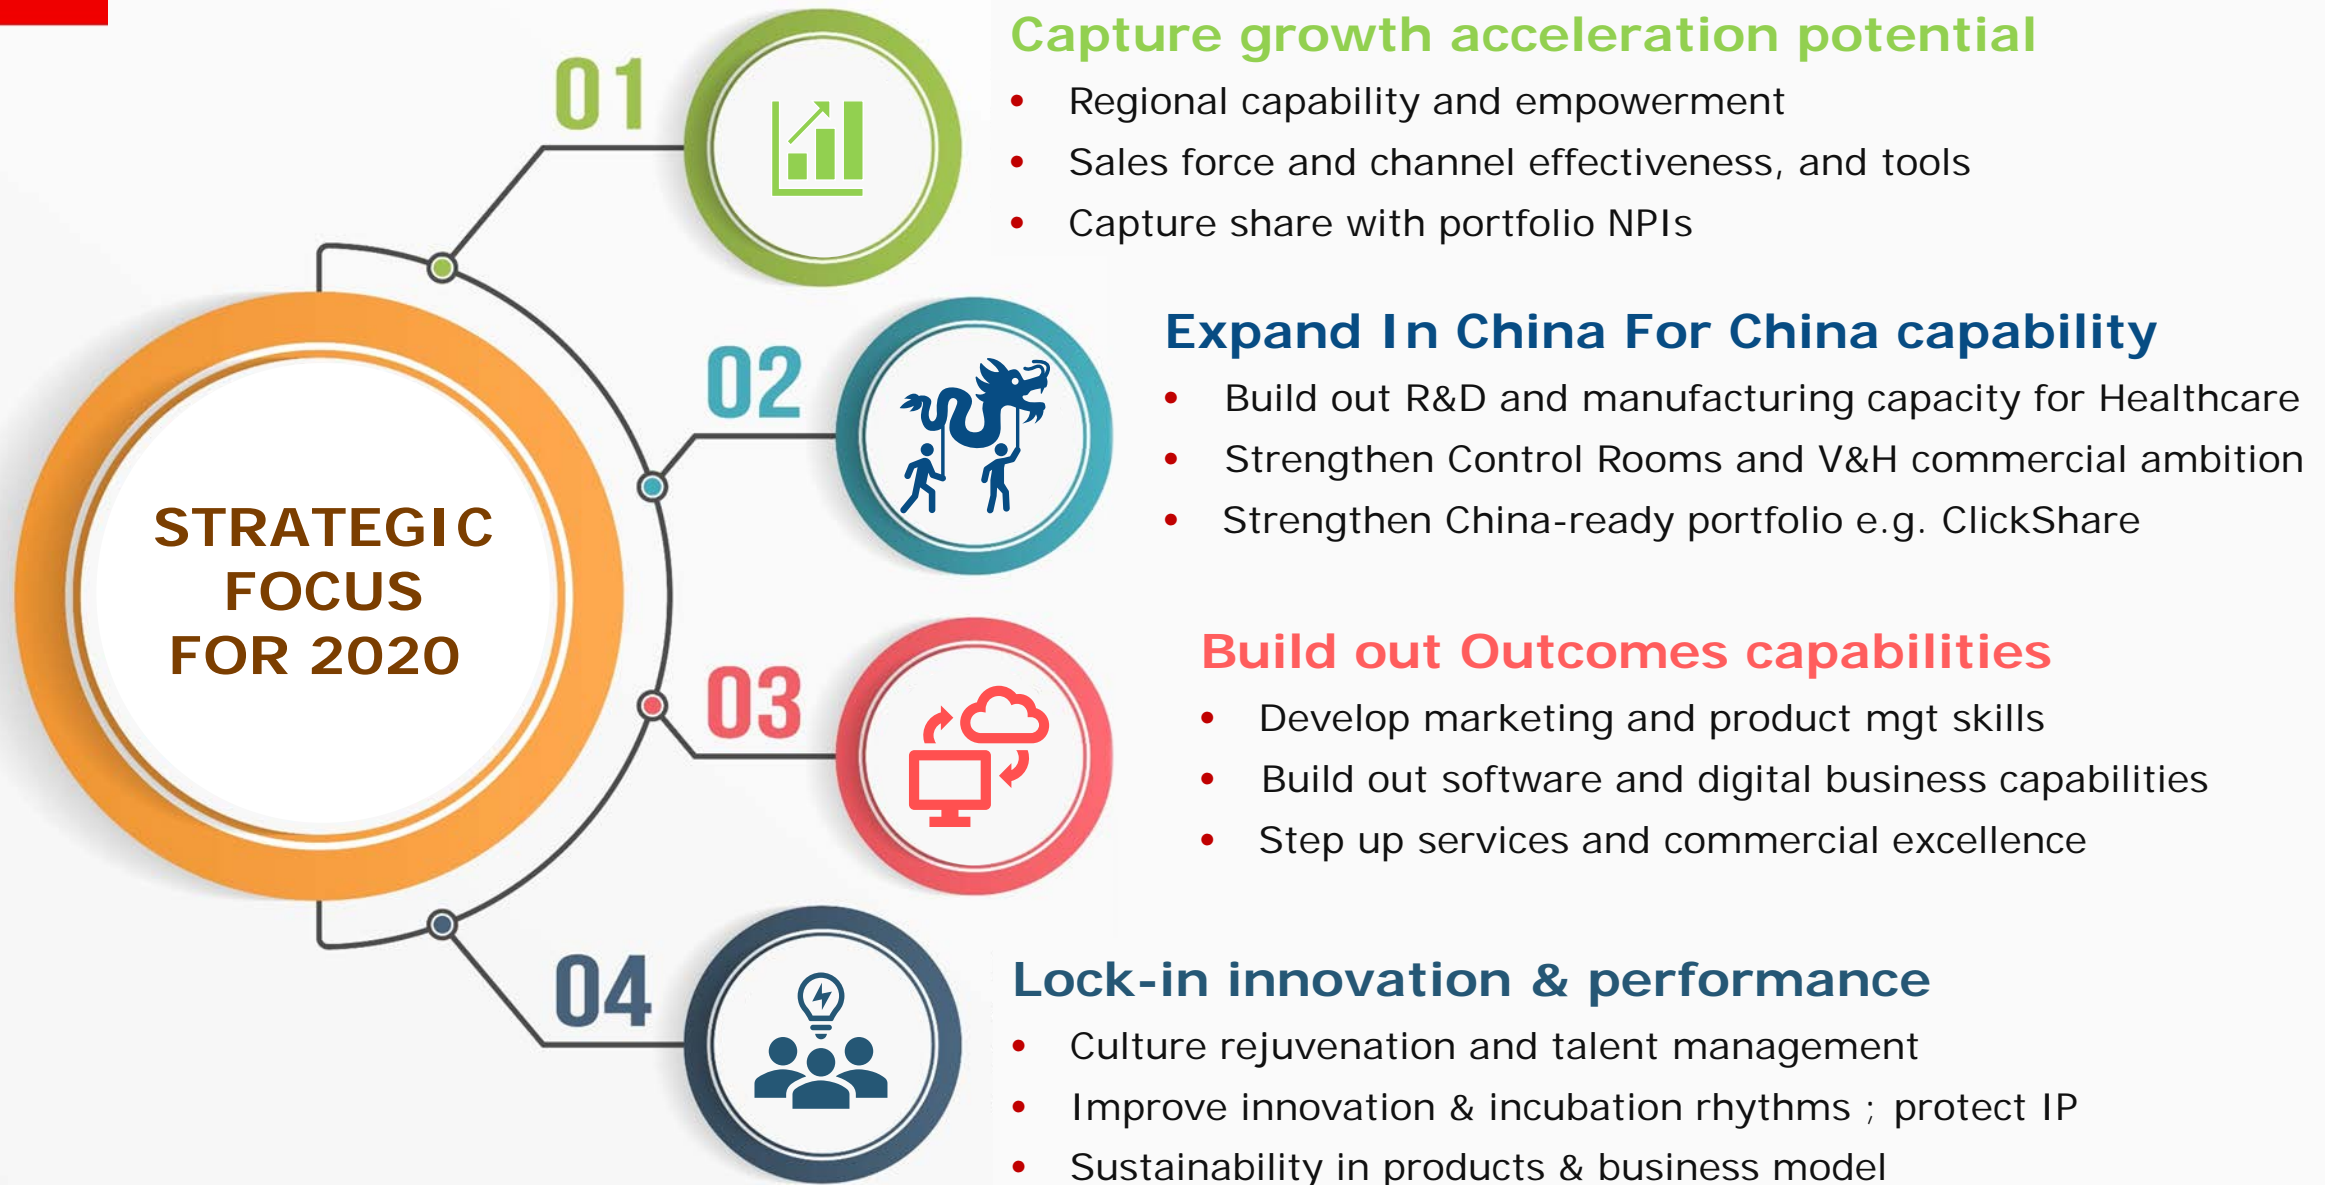 STRATEGIC
FOCUS
FOR 2020
01
Capture growth acceleration potential
• Regional capability and empowerment
• Sales force and channel effectiveness, and tools
• Capture share with portfolio NPIs
02
Expand In China For China capability
• Build out R&D and manufacturing capacity for Healthcare
• Strengthen Control Rooms and V&H commercial ambition
• Strengthen China-ready portfolio e.g. ClickShare
03
Build out Outcomes capabilities
• Develop marketing and product mgt skills
• Build out software and digital business capabilities
• Step up services and commercial excellence
04
Lock-in innovation & performance
• Culture rejuvenation and talent management
• Improve innovation & incubation rhythms ; protect IP
• Sustainability in products & business model